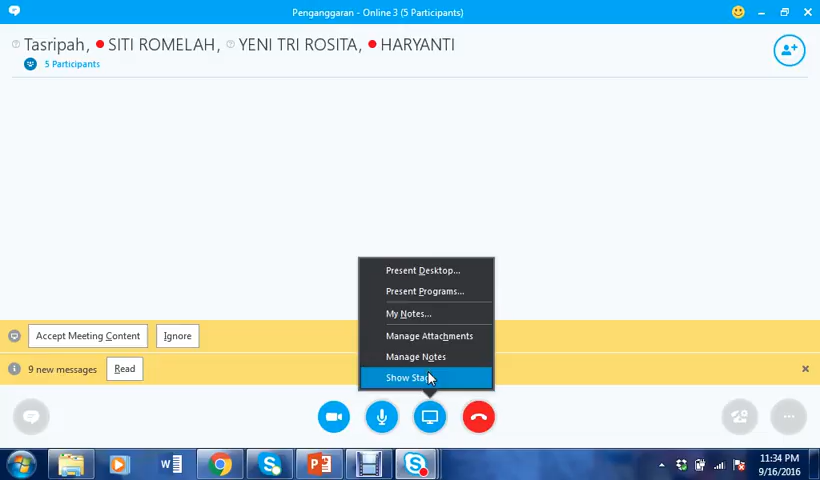 Penganggaran - Online 3 (5 Participants)
Tasripah, SITI ROMELAH, YENI TRI ROSITA, HARYANTI
5 Participants
Present Desktop...
Present Programs...
My Notes...
Manage Attachments
Manage Notes
Show
Accept Meeting Content Ignore
9 new messages Read
11:34 PM
9/16/2016